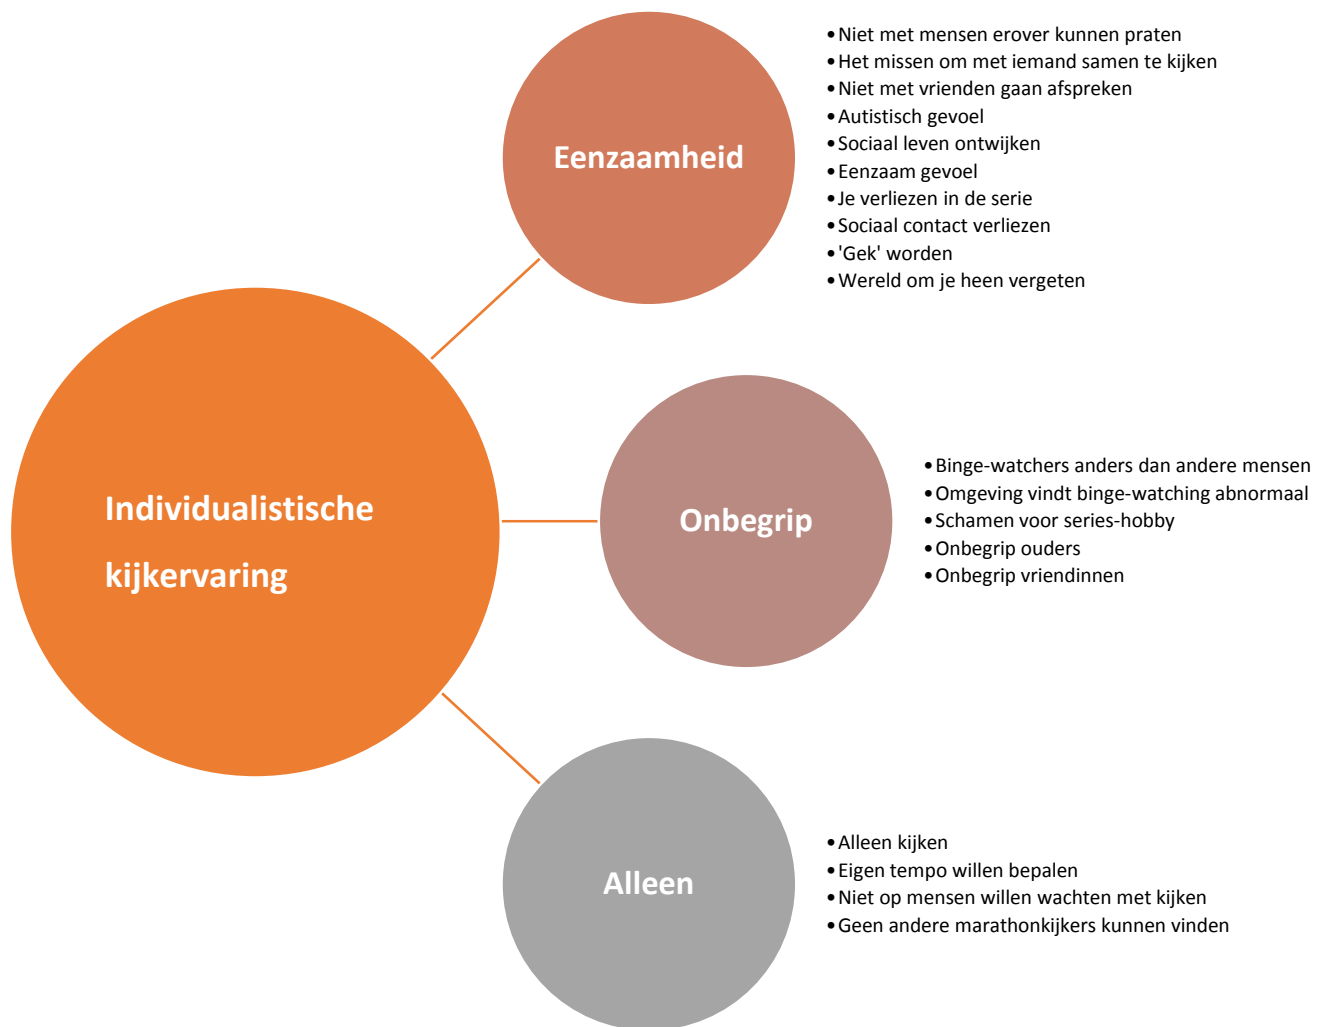 Individualistische
kijkervaring
Eenzaamheid
•Niet met mensen erover kunnen praten
•Het missen om met iemand samen te kijken
•Niet met vrienden gaan afspreken
•Autistisch gevoel
•Sociaal leven ontwijken
•Eenzaam gevoel
•Je verliezen in de serie
•Sociaal contact verliezen
•'Gek' worden
•Wereld om je heen vergeten
Onbegrip
•Binge-watchers anders dan andere mensen
•Omgeving vindt binge-watching abnormaal
•Schamen voor series-hobby
•Onbegrip ouders
•Onbegrip vriendinnen
Alleen
•Alleen kijken
•Eigen tempo willen bepalen
•Niet op mensen willen wachten met kijken
•Geen andere marathonkijkers kunnen vinden